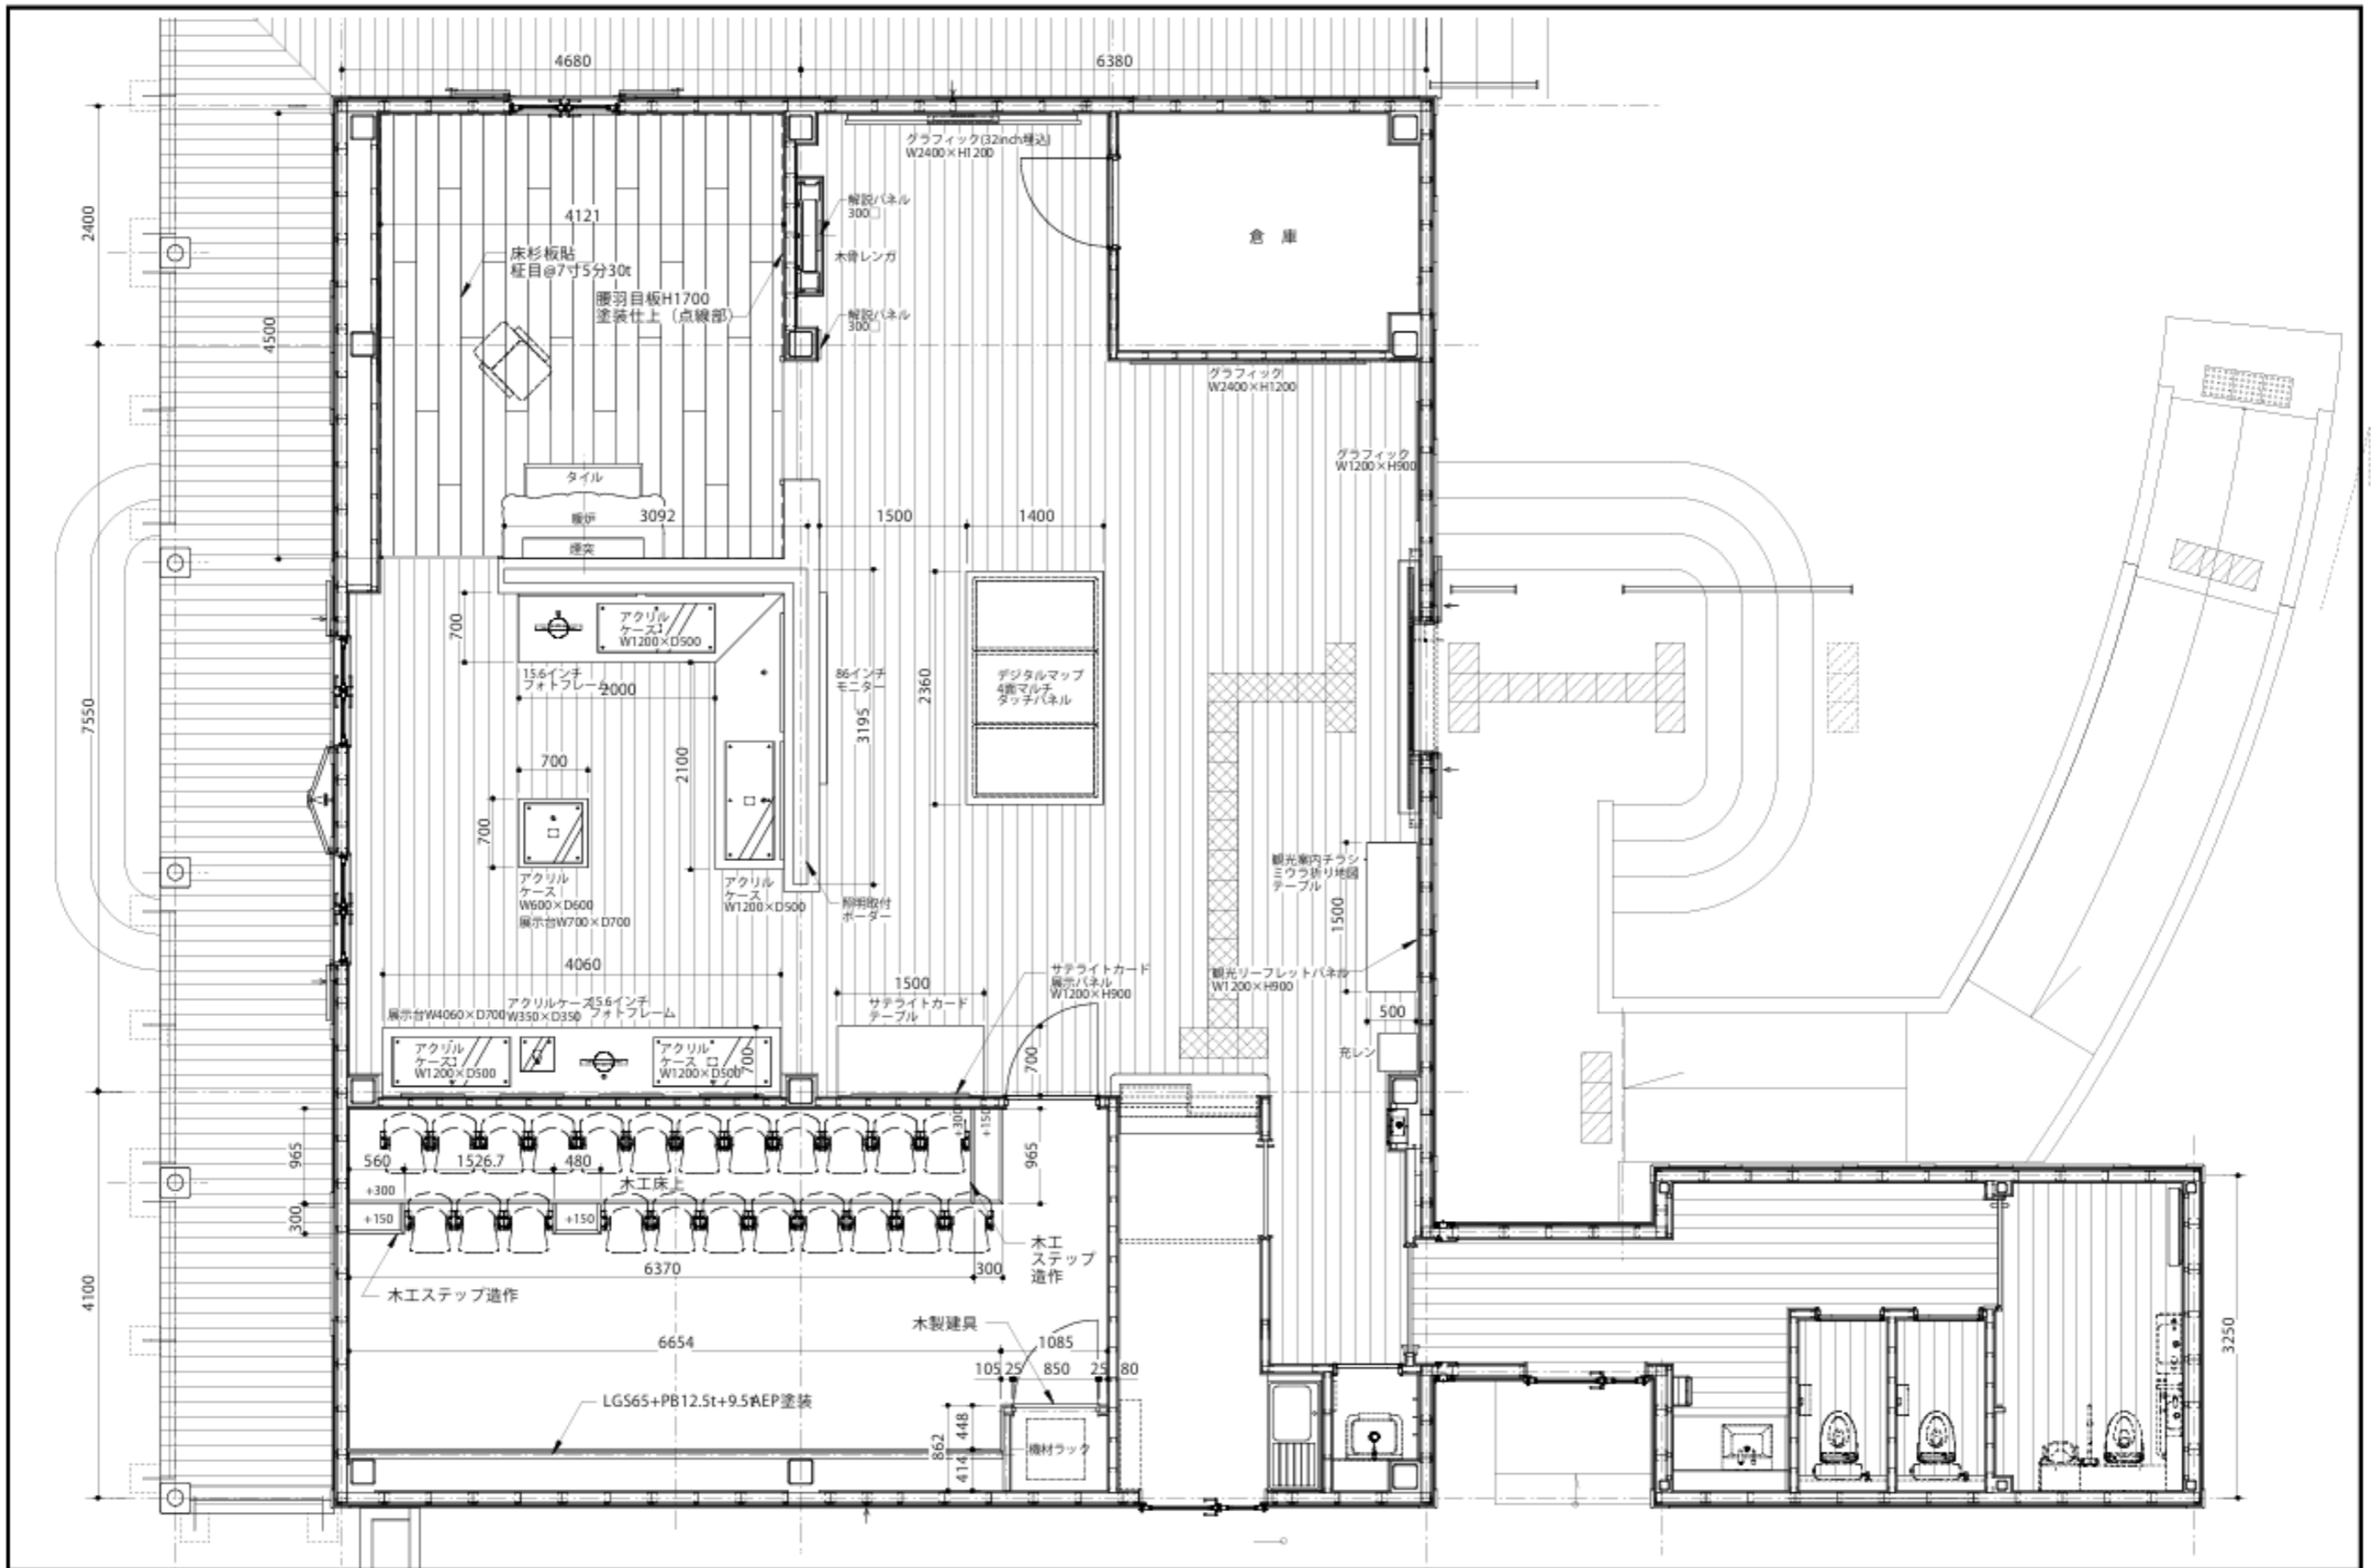 4680
6380
2400
4500
7550
4100
グラフィック(32inch埋込)
W2400×H1200
解説パネル
300□
木骨レンガ
解説パネル
300□
倉 庫
4121
床杉板貼
柾目@7寸5分30t
腰羽目板H1700
塗装仕上（点線部）
グラフィック
W2400×H1200
グラフィック
W1200×H900
タイル
暖炉
煙突
3092
1500
1400
700
アクリル
ケース
W1200×D500
15.6インチ
フォトフレーム
2000
86インチ
モニター
3195
2360
デジタルマップ
4面マルチ
タッチパネル
2100
700
700
アクリル
ケース
W600×D600
展示台W700×D700
アクリル
ケース
W1200×D500
照明取付
ボーダー
観光案内チラシ
ミウラ折り地図
テーブル
1500
観光リーフレットパネル
W1200×H900
500
充レン
4060
1500
サテライトカード
展示パネル
W1200×H900
サテライトカード
テーブル
展示台W4060×D700
アクリルケース
W350×D350
15.6インチ
フォトフレーム
アクリル
ケース
W1200×D500
アクリル
ケース
W1200×D500
700
700
+300
+150
965
965
560
1526.7
480
木工床上
+300
+150
+150
300
6370
300
木工
ステップ
造作
木工ステップ造作
木製建具
6654
1085
105
25
850
25
80
LGS65+PB12.5t+9.5t
AEP塗装
448
862
414
機材ラック
3250